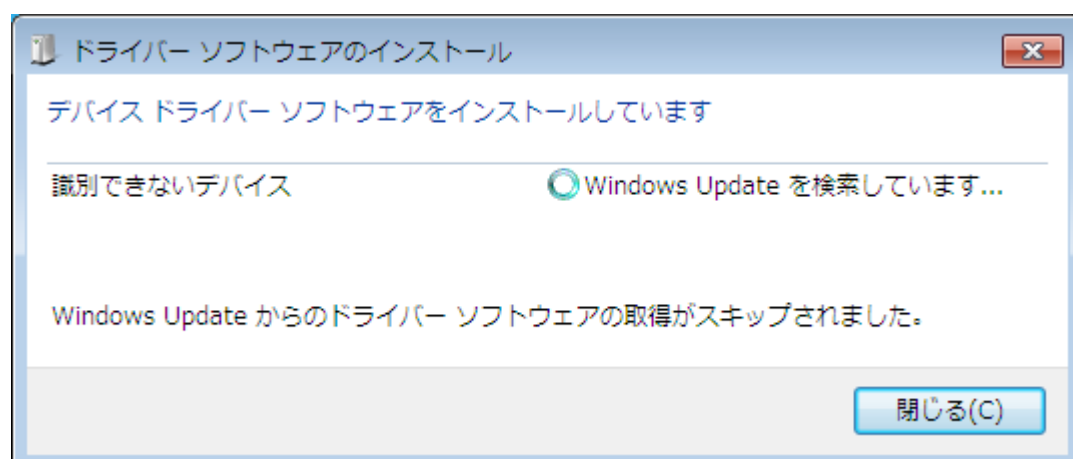 ドライバー ソフトウェアのインストール
デバイス ドライバー ソフトウェアをインストールしています
識別できないデバイス
Windows Update を検索しています...
Windows Update からのドライバー ソフトウェアの取得がスキップされました。
閉じる(C)